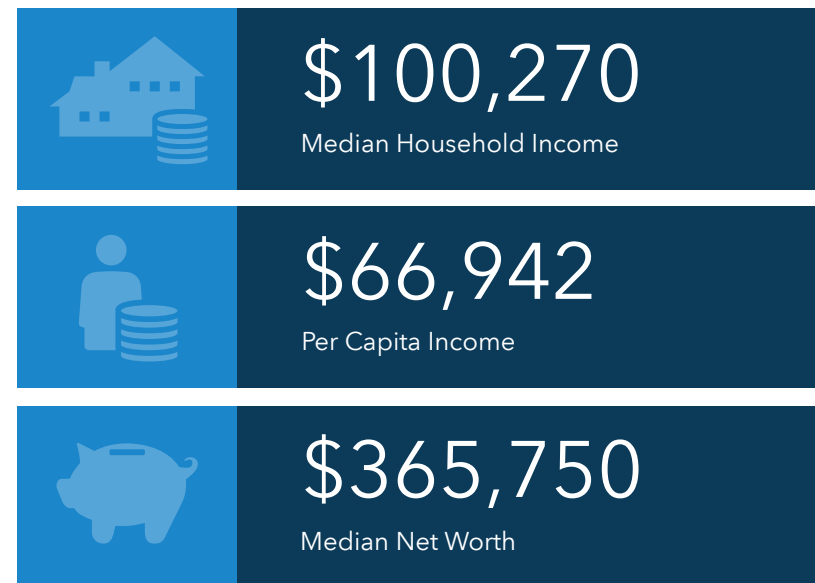 $100,270
Median Household Income
$66,942
Per Capita Income
$365,750
Median Net Worth